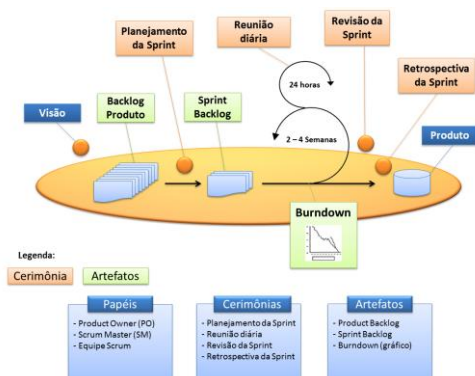 Planejamento
da Sprint
Reunião
diária
Revisão da
Sprint
Retrospectiva
da Sprint
24 horas
Visão
Backlog
Produto
Sprint
Backlog
2 – 4 Semanas
Produto
Burndown
Legenda:
Cerimônia
Artefatos
Papéis
- Product Owner (PO)
- Scrum Master (SM)
- Equipe Scrum
Cerimônias
- Planejamento da Sprint
- Reunião diária
- Revisão da Sprint
- Retrospectiva da Sprint
Artefatos
- Product Backlog
- Sprint Backlog
- Burndown (gráfico)